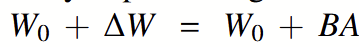 W₀ + ΔW = W₀ + BA